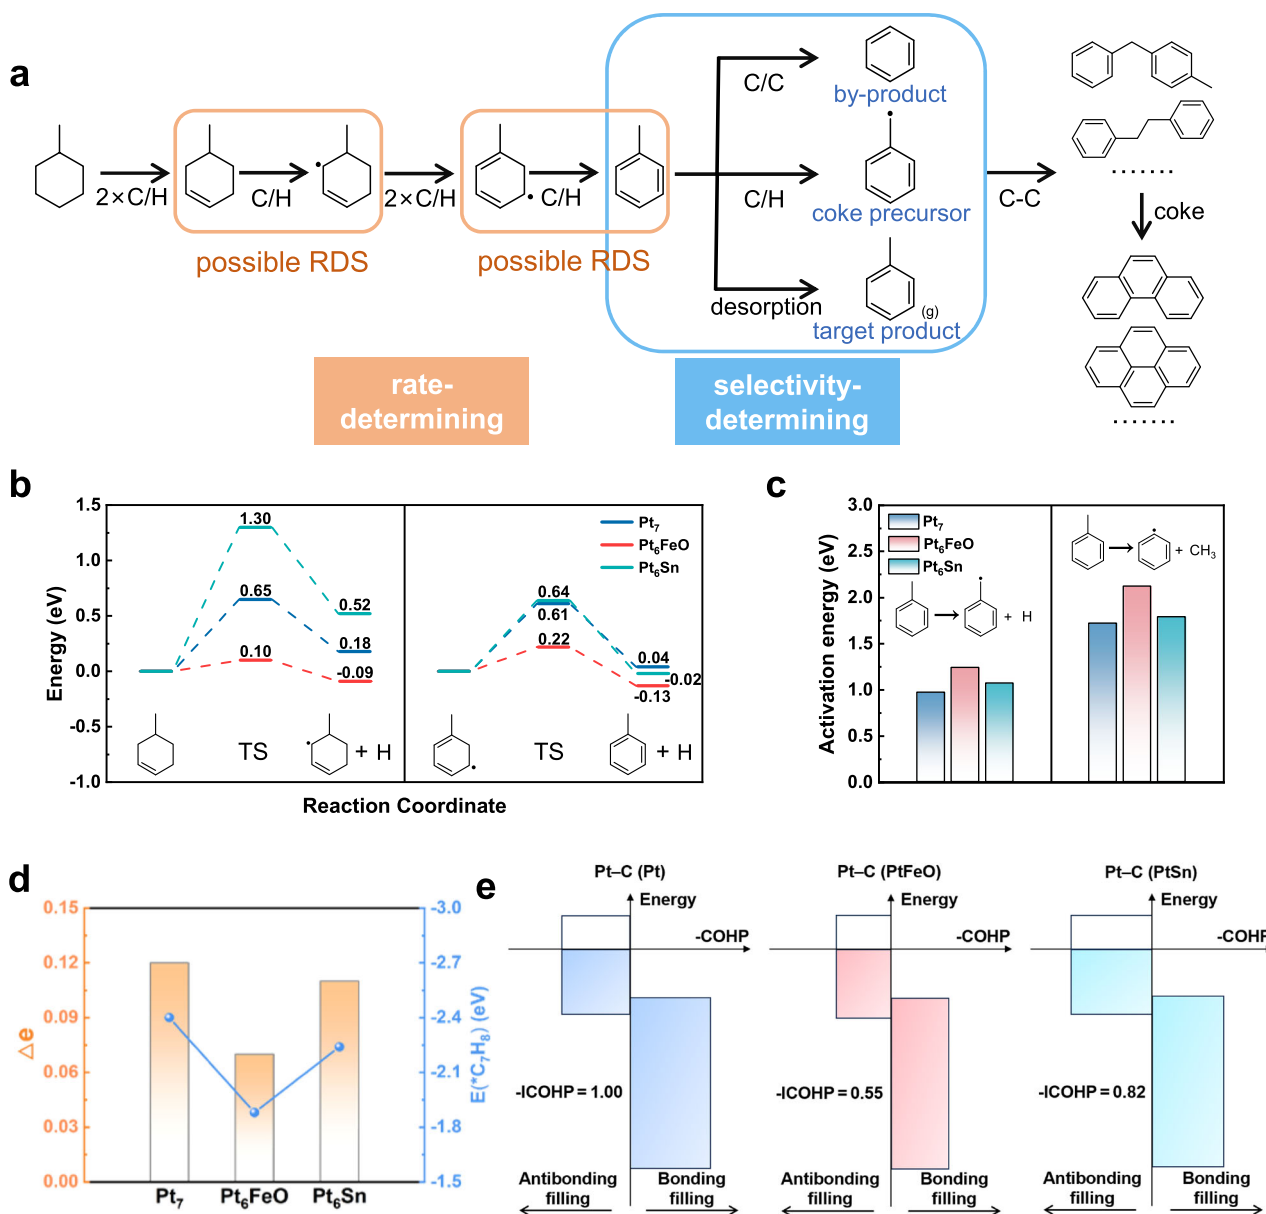 a
C/C
by-product
2×C/H
C/H
2×C/H
C/H
C/H
coke precursor
C-C
coke
possible RDS
possible RDS
desorption
(g)
target product
rate-
determining
selectivity-
determining
b
Energy (eV)
1.5
1.0
0.5
0.0
-0.5
-1.0
1.30
0.65
0.10
0.52
0.18
-0.09
TS
+ H
Pt7
Pt6FeO
Pt6Sn
0.64
0.61
0.22
0.04
-0.02
-0.13
TS
+ H
Reaction Coordinate
c
Activation energy (eV)
3.0
2.5
2.0
1.5
1.0
0.5
0.0
Pt7
Pt6FeO
Pt6Sn
+ H
+ CH3
d
Δe
0.15
0.12
0.09
0.06
0.03
0.00
-3.0
-2.7
-2.4
-2.1
-1.8
-1.5
E(*C7H8) (eV)
Pt7
Pt6FeO
Pt6Sn
e
Pt–C (Pt)
Energy
-COHP
-ICOHP = 1.00
Antibonding
filling
Bonding
filling
Pt–C (PtFeO)
Energy
-COHP
-ICOHP = 0.55
Antibonding
filling
Bonding
filling
Pt–C (PtSn)
Energy
-COHP
-ICOHP = 0.82
Antibonding
filling
Bonding
filling